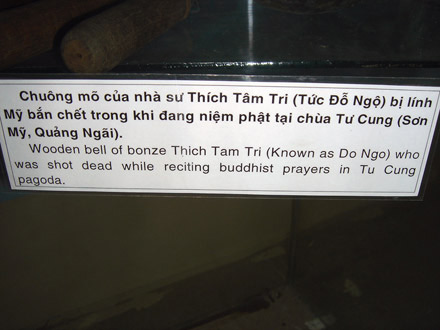 Chuông mõ của nhà sư Thích Tâm Tri (Tức Đỗ Ngộ) bị lính
Mỹ bắn chết trong khi đang niệm phật tại chùa Tư Cung (Sơn
Mỹ, Quảng Ngãi).
Wooden bell of bonze Thich Tam Tri (Known as Do Ngo) who
was shot dead while reciting buddhist prayers in Tu Cung
pagoda.